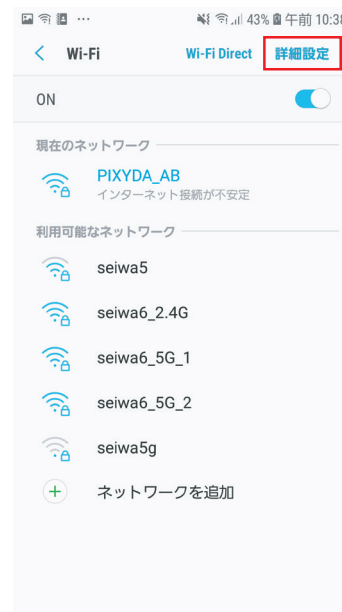 43% 午前 10:38
Wi-Fi Wi-Fi Direct 詳細設定
ON
現在のネットワーク
PIXYDA_AB
インターネット接続が不安定
利用可能なネットワーク
seiwa5
seiwa6_2.4G
seiwa6_5G_1
seiwa6_5G_2
seiwa5g
ネットワークを追加